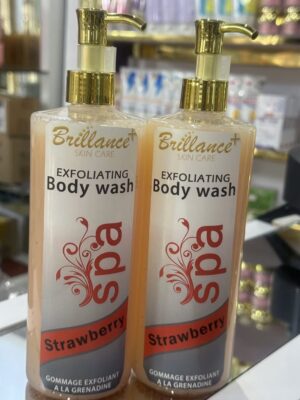 Brillance+
SKIN CARE
EXFOLIATING
Body wash
spa
Strawberry
GOMMAGE EXFOLIANT
A LA GRENADINE
Brillance+
SKIN CARE
EXFOLIATING
Body wash
spa
Strawberry
GOMMAGE EXFOLIANT
A LA GRENADINE